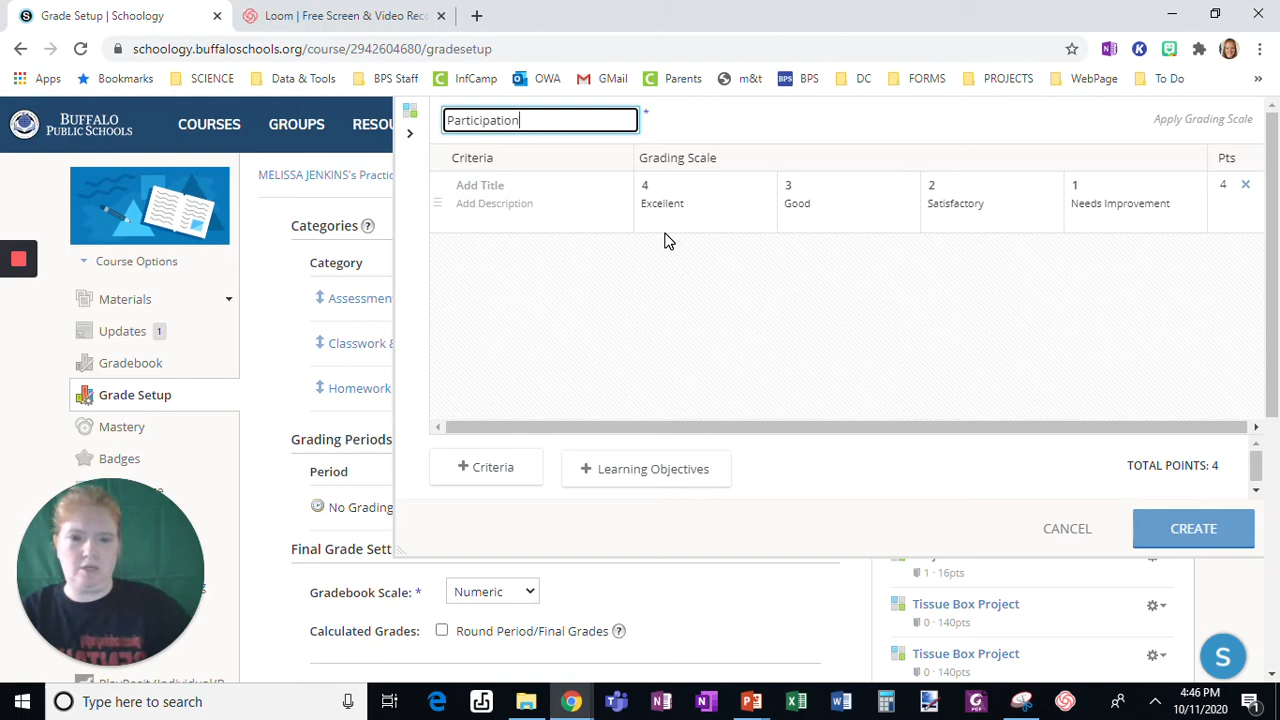 Grade Setup | Schoology
Loom | Free Screen & Video Rec
schoology.buffaloschools.org/course/2942604680/gradesetup
Apps Bookmarks SCIENCE Data & Tools BPS Staff InfCamp OWA GMail Parents m&t BPS DC FORMS PROJECTS WebPage To Do
BUFFALO
PUBLIC SCHOOLS
COURSES GROUPS RESOU
Participation *
Apply Grading Scale
Criteria Grading Scale Pts
Add Title 4 3 2 1 4
Add Description Excellent Good Satisfactory Needs Improvement
+ Criteria + Learning Objectives TOTAL POINTS: 4
CANCEL CREATE
Course Options
Materials
Updates 1
Gradebook
Grade Setup
Mastery
Badges
MELISSA JENKINS's Practic
Categories ?
Category
Assessmen
Classwork &
Homework
Grading Periods
Period
No Grading
Final Grade Sett
Gradebook Scale: * Numeric
Calculated Grades: Round Period/Final Grades ?
1 · 16pts
Tissue Box Project
0 · 140pts
Tissue Box Project
0 · 140pts
S
Type here to search
4:46 PM
10/11/2020